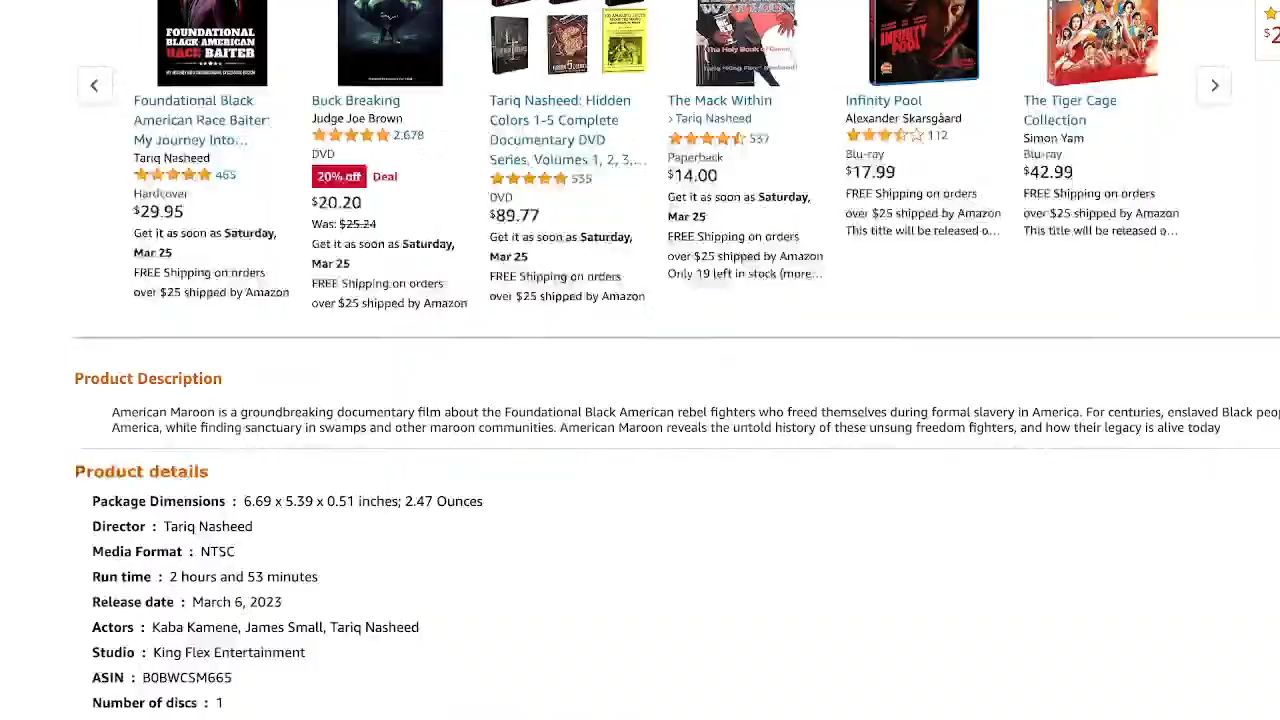 FOUNDATIONAL
BLACK AMERICAN
RACE BAITER
INFINITY
POOL
Foundational Black
American Race Baiter:
My Journey Into...
Tariq Nasheed
465
Hardcover
$29.95
Get it as soon as Saturday,
Mar 25
FREE Shipping on orders
over $25 shipped by Amazon
Buck Breaking
Judge Joe Brown
2,678
DVD
20% off Deal
$20.20
Was: $25.24
Get it as soon as Saturday,
Mar 25
FREE Shipping on orders
over $25 shipped by Amazon
Tariq Nasheed: Hidden
Colors 1-5 Complete
Documentary DVD
Series, Volumes 1, 2, 3,...
535
DVD
$89.77
Get it as soon as Saturday,
Mar 25
FREE Shipping on orders
over $25 shipped by Amazon
The Mack Within
› Tariq Nasheed
537
Paperback
$14.00
Get it as soon as Saturday,
Mar 25
FREE Shipping on orders
over $25 shipped by Amazon
Only 19 left in stock (more...
Infinity Pool
Alexander Skarsgård
112
Blu-ray
$17.99
FREE Shipping on orders
over $25 shipped by Amazon
This title will be released o...
The Tiger Cage
Collection
Simon Yam
Blu-ray
$42.99
FREE Shipping on orders
over $25 shipped by Amazon
This title will be released o...
Product Description
American Maroon is a groundbreaking documentary film about the Foundational Black American rebel fighters who freed themselves during formal slavery in America. For centuries, enslaved Black
America, while finding sanctuary in swamps and other maroon communities. American Maroon reveals the untold history of these unsung freedom fighters, and how their legacy is alive today
Product details
Package Dimensions : 6.69 x 5.39 x 0.51 inches; 2.47 Ounces
Director : Tariq Nasheed
Media Format : NTSC
Run time : 2 hours and 53 minutes
Release date : March 6, 2023
Actors : Kaba Kamene, James Small, Tariq Nasheed
Studio : King Flex Entertainment
ASIN : B0BWCSM665
Number of discs : 1